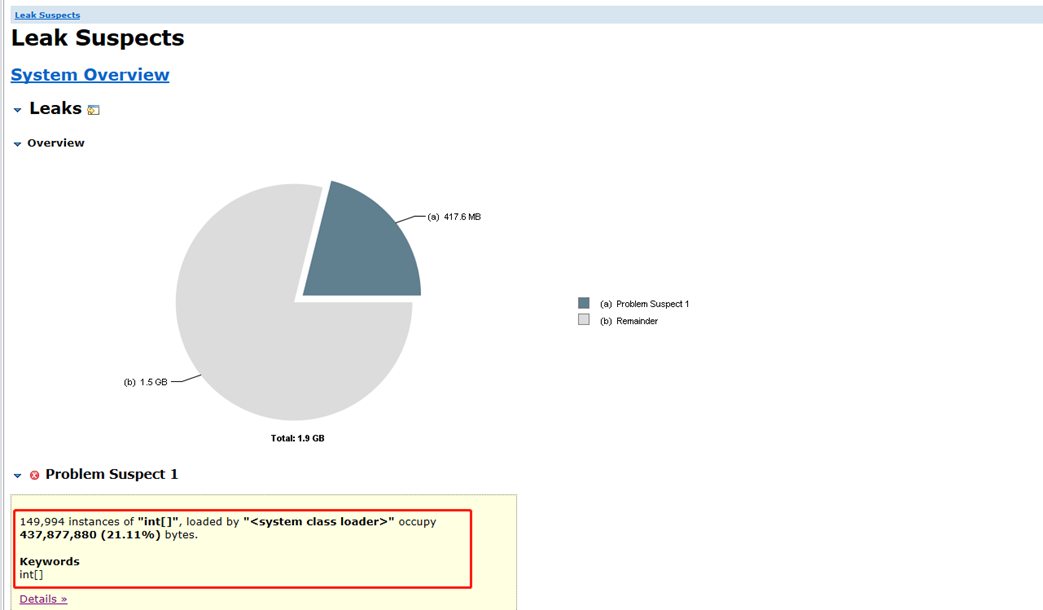 Leak Suspects
Leak Suspects
System Overview
Leaks
Overview
(a) 417.6 MB
(a) Problem Suspect 1
(b) Remainder
(b) 1.5 GB
Total: 1.9 GB
Problem Suspect 1
149,994 instances of "int[]", loaded by "<system class loader>" occupy
437,877,880 (21.11%) bytes.
Keywords
int[]
Details »